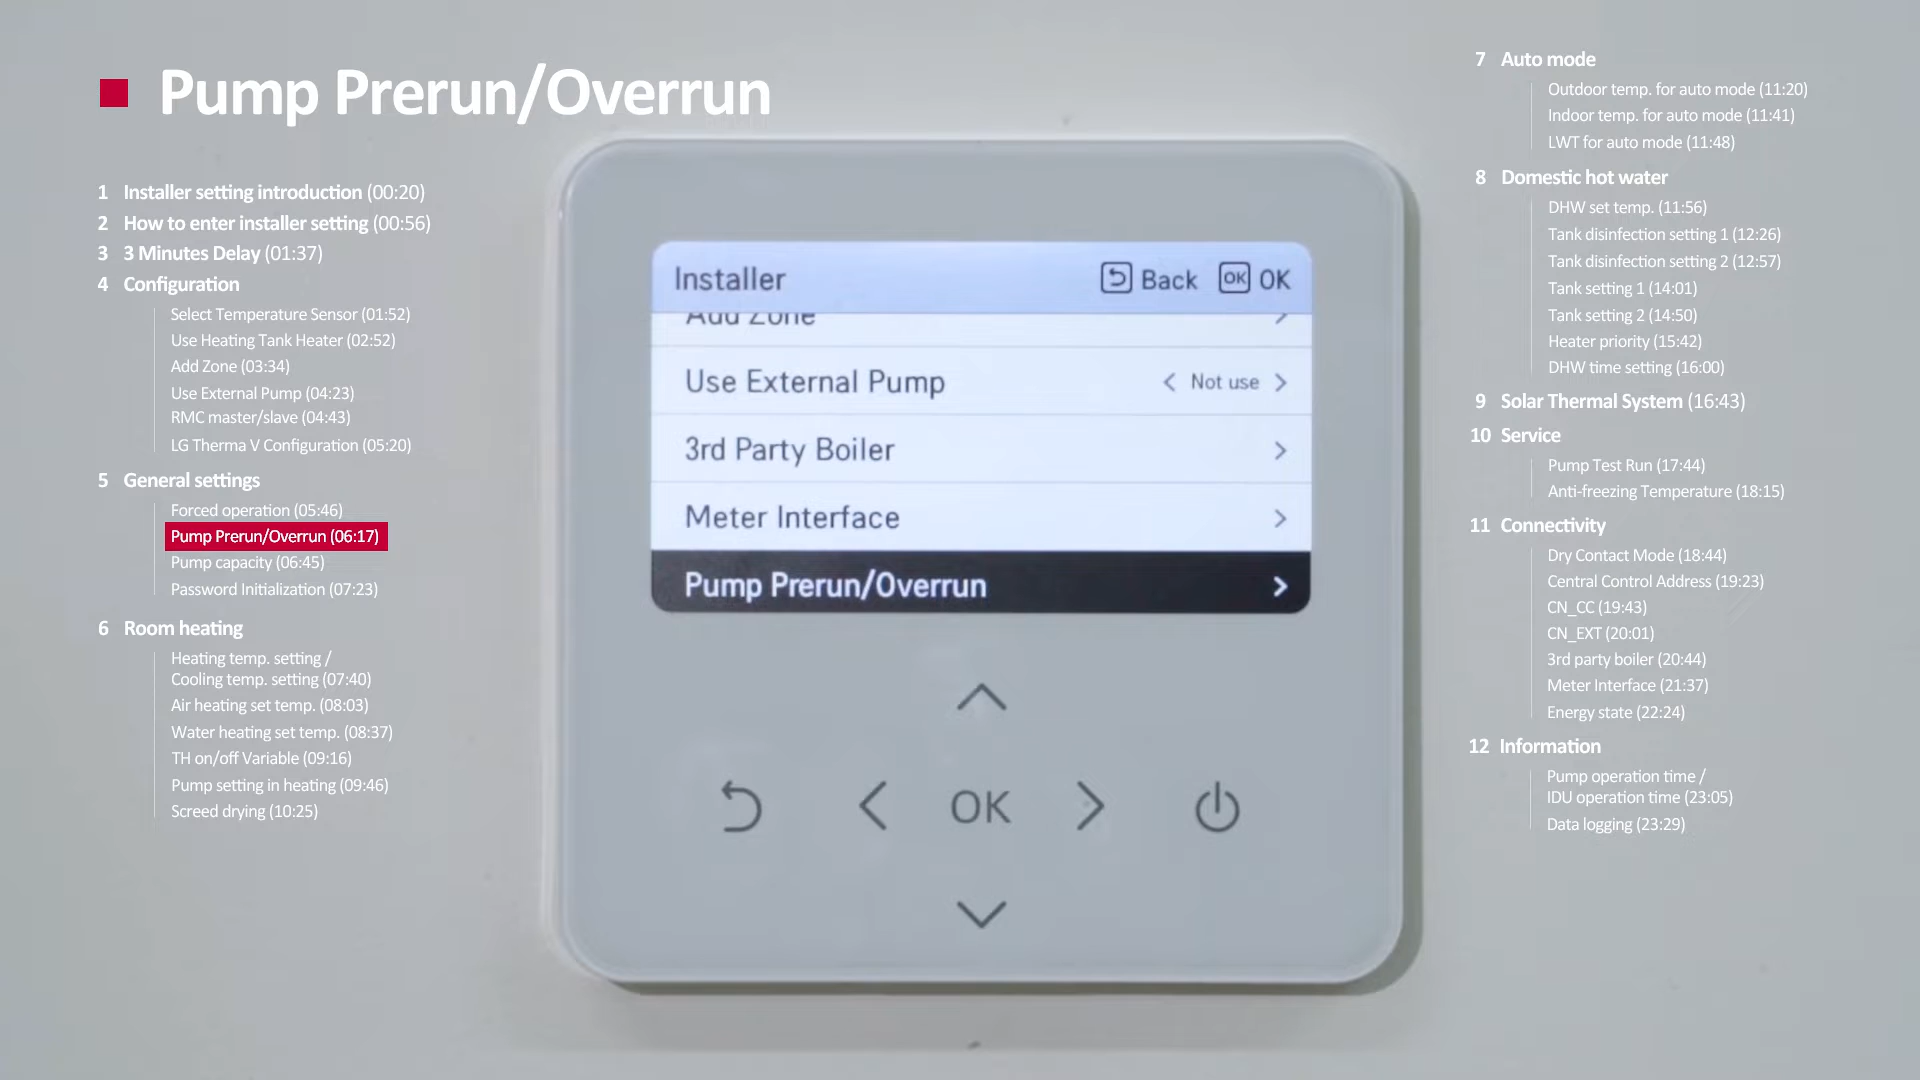 Pump Prerun/Overrun
1 Installer setting introduction (00:20)
2 How to enter installer setting (00:56)
3 3 Minutes Delay (01:37)
4 Configuration
Select Temperature Sensor (01:52)
Use Heating Tank Heater (02:52)
Add Zone (03:34)
Use External Pump (04:23)
RMC master/slave (04:43)
LG Therma V Configuration (05:20)
5 General settings
Forced operation (05:46)
Pump Prerun/Overrun (06:17)
Pump capacity (06:45)
Password Initialization (07:23)
6 Room heating
Heating temp. setting /
Cooling temp. setting (07:40)
Air heating set temp. (08:03)
Water heating set temp. (08:37)
TH on/off Variable (09:16)
Pump setting in heating (09:46)
Screed drying (10:25)
Installer Back OK OK
Add Zone
Use External Pump < Not use >
3rd Party Boiler >
Meter Interface >
Pump Prerun/Overrun >
OK
7 Auto mode
Outdoor temp. for auto mode (11:20)
Indoor temp. for auto mode (11:41)
LWT for auto mode (11:48)
8 Domestic hot water
DHW set temp. (11:56)
Tank disinfection setting 1 (12:26)
Tank disinfection setting 2 (12:57)
Tank setting 1 (14:01)
Tank setting 2 (14:50)
Heater priority (15:42)
DHW time setting (16:00)
9 Solar Thermal System (16:43)
10 Service
Pump Test Run (17:44)
Anti-freezing Temperature (18:15)
11 Connectivity
Dry Contact Mode (18:44)
Central Control Address (19:23)
CN_CC (19:43)
CN_EXT (20:01)
3rd party boiler (20:44)
Meter Interface (21:37)
Energy state (22:24)
12 Information
Pump operation time /
IDU operation time (23:05)
Data logging (23:29)